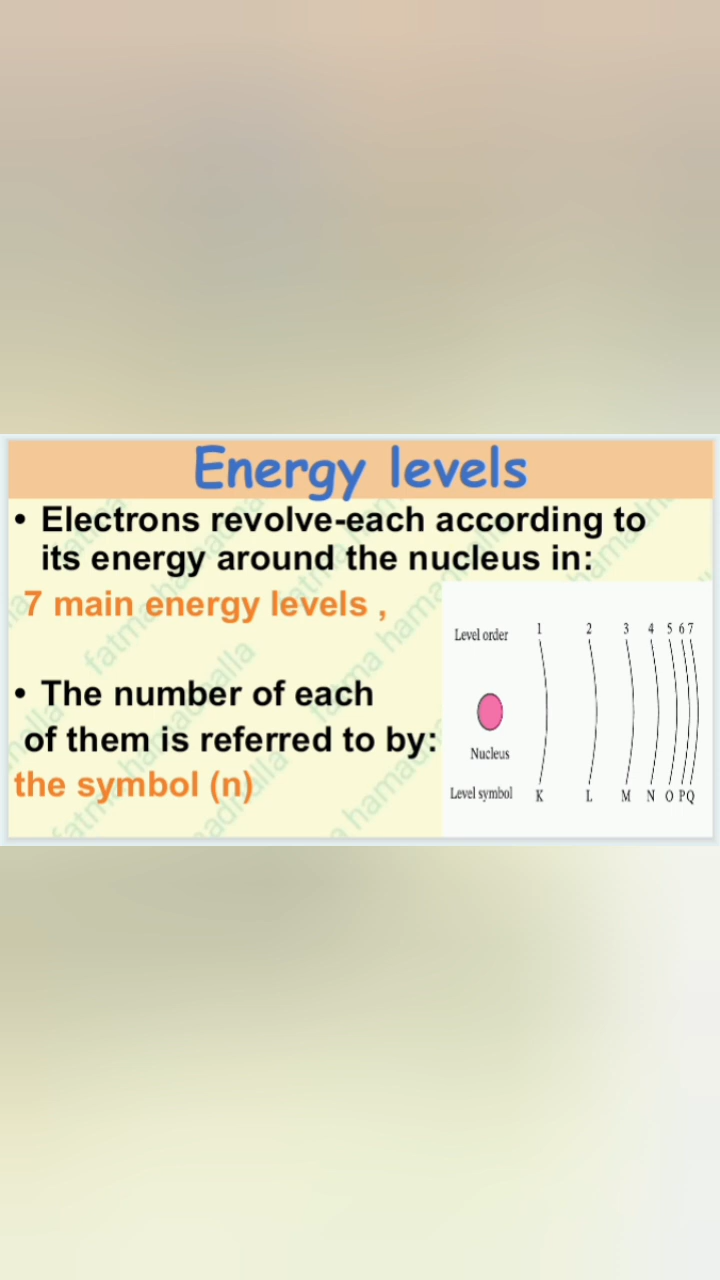 Energy levels
• Electrons revolve-each according to
its energy around the nucleus in:
7 main energy levels ,
• The number of each
of them is referred to by:
the symbol (n)
Level order 1 2 3 4 5 6 7
Nucleus
Level symbol K L M N O P Q
fatma hamadnalla